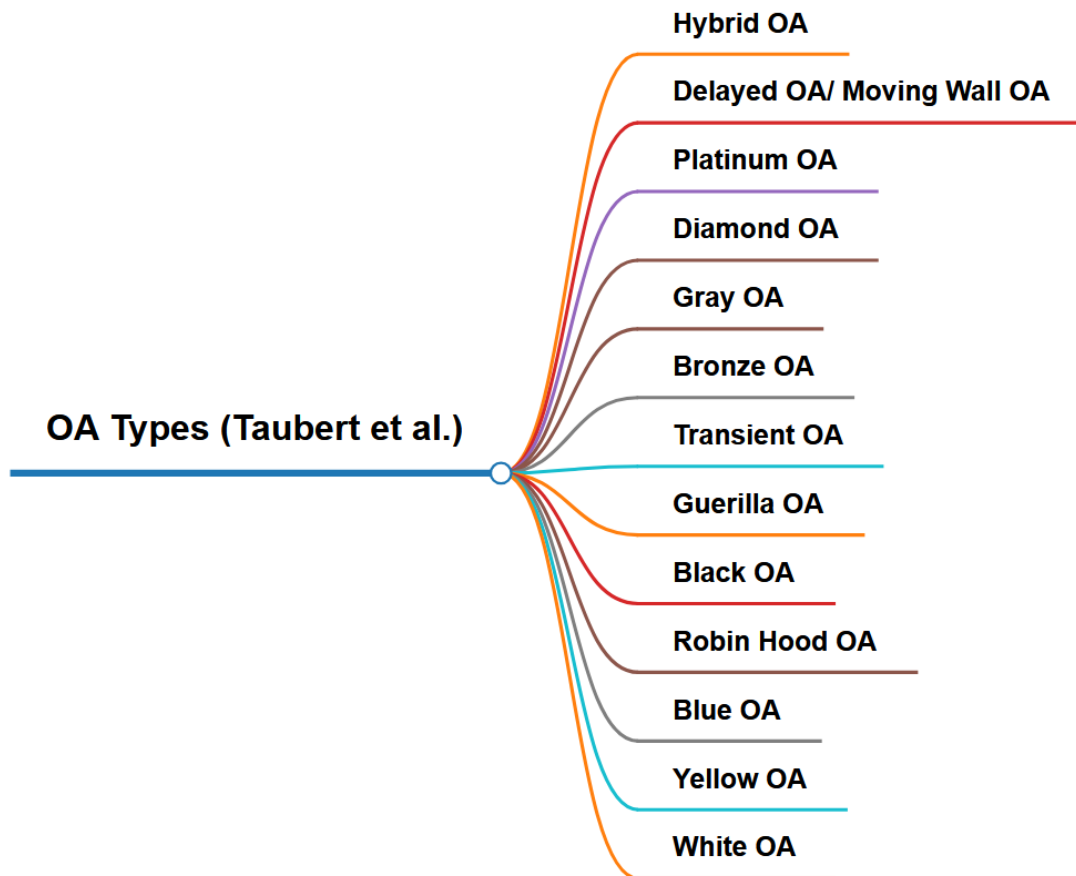 OA Types (Taubert et al.)
Hybrid OA
Delayed OA/ Moving Wall OA
Platinum OA
Diamond OA
Gray OA
Bronze OA
Transient OA
Guerilla OA
Black OA
Robin Hood OA
Blue OA
Yellow OA
White OA